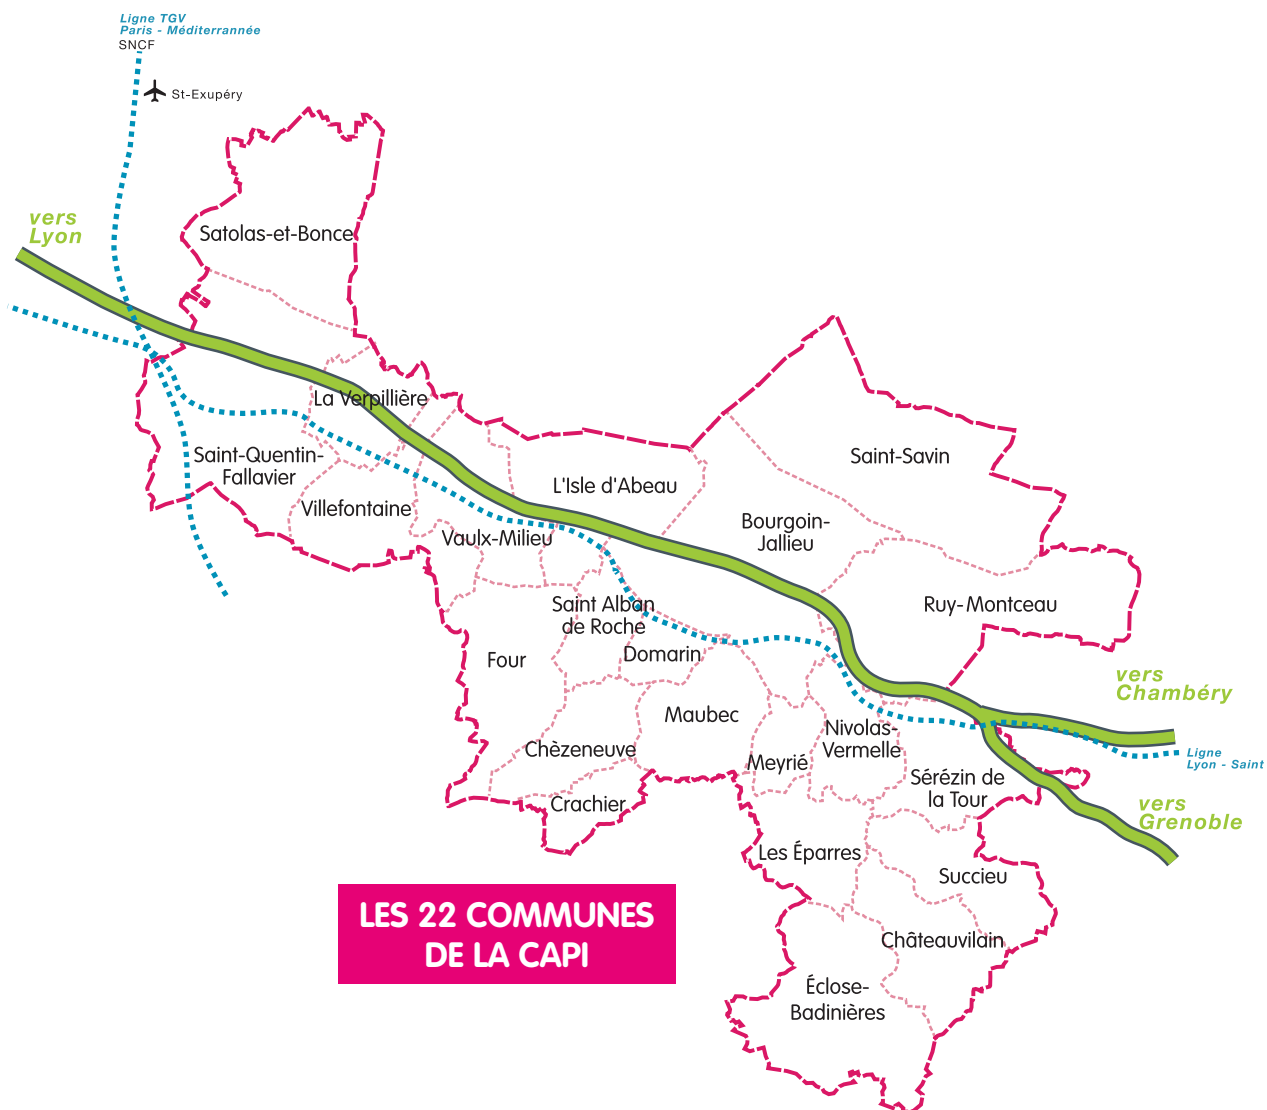 Ligne TGV
Paris - Méditerrannée
SNCF
St-Exupéry
vers
Lyon
Satolas-et-Bonce
La Verpillière
Saint-Quentin-
Fallavier
Villefontaine
Vaulx-Milieu
L'Isle d'Abeau
Saint-Savin
Bourgoin-
Jallieu
Ruy-Montceau
Saint Alban
de Roche
Four
Domarin
Maubec
Chèzeneuve
Crachier
Meyrié
Nivolas-
Vermelle
Sérézin de
la Tour
vers
Chambéry
Ligne
Lyon - Saint
vers
Grenoble
Les Éparres
Succieu
Châteauvilain
Éclose-
Badinières
LES 22 COMMUNES
DE LA CAPI